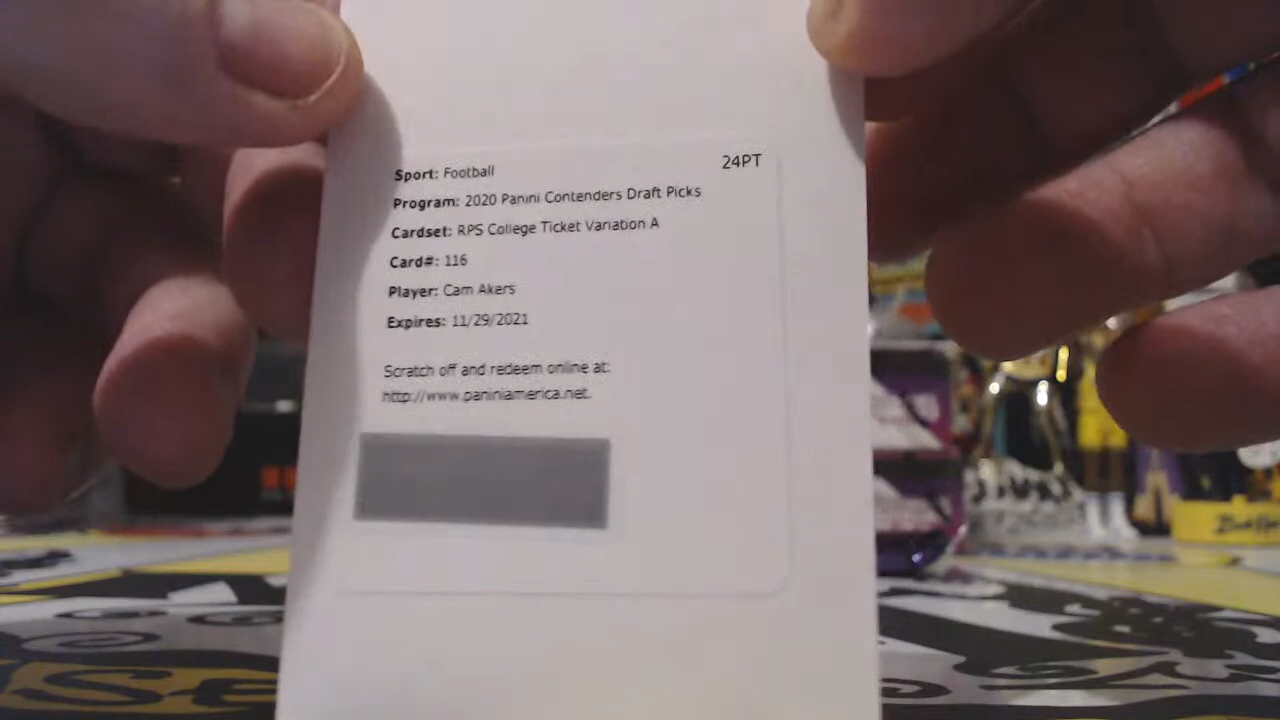 Sport: Football
24PT
Program: 2020 Panini Contenders Draft Picks
Cardset: RPS College Ticket Variation A
Card#: 116
Player: Cam Akers
Expires: 11/29/2021
Scratch off and redeem online at:
http://www.paniniamerica.net.